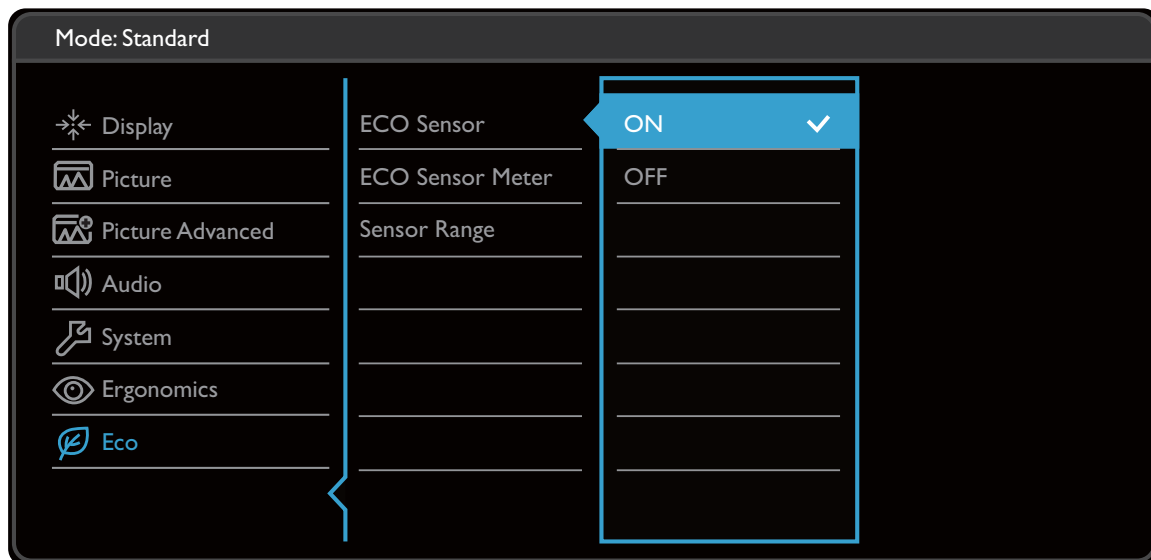 Mode: Standard
Display
Picture
Picture Advanced
Audio
System
Ergonomics
Eco
ECO Sensor
ECO Sensor Meter
Sensor Range
ON
OFF